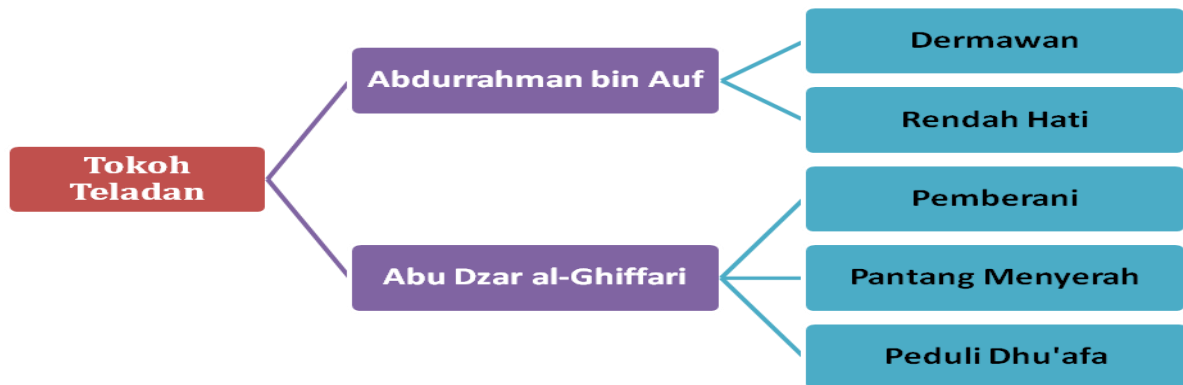 Tokoh
Teladan
Abdurrahman bin Auf
Dermawan
Rendah Hati
Abu Dzar al-Ghiffari
Pemberani
Pantang Menyerah
Peduli Dhu'afa